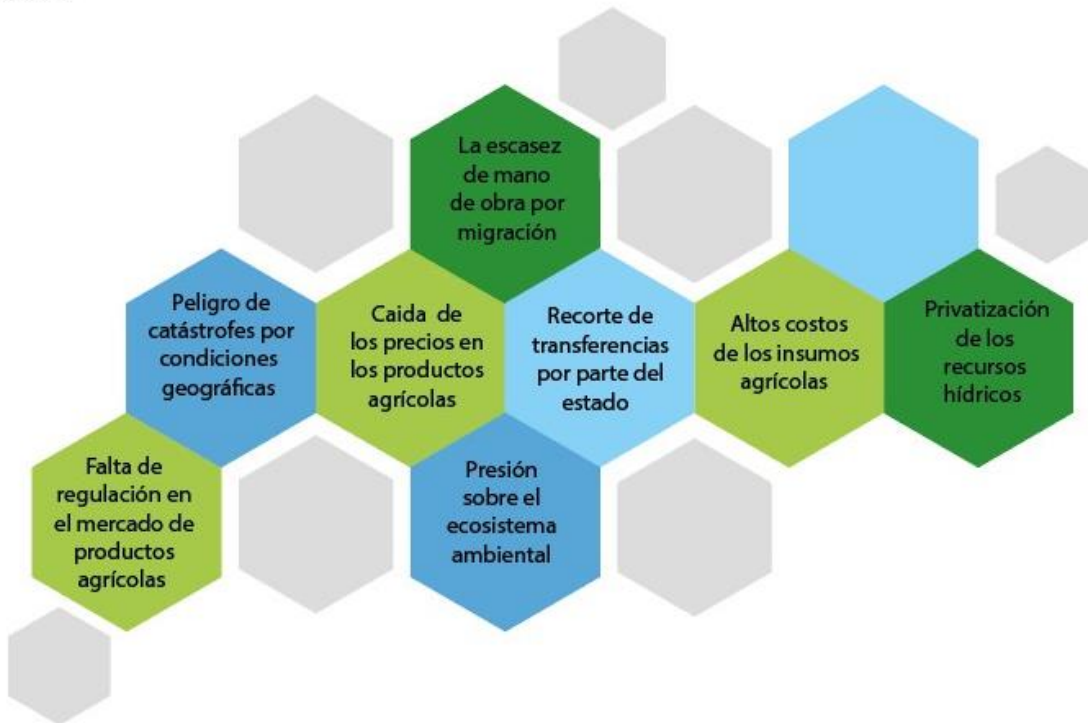 La escasez
de mano
de obra por
migración
Peligro de
catástrofes por
condiciones
geográficas
Caida de
los precios en
los productos
agrícolas
Recorte de
transferencias
por parte del
estado
Altos costos
de los insumos
agrícolas
Privatización
de los
recursos
hídricos
Falta de
regulación en
el mercado de
productos
agrícolas
Presión
sobre el
ecosistema
ambiental